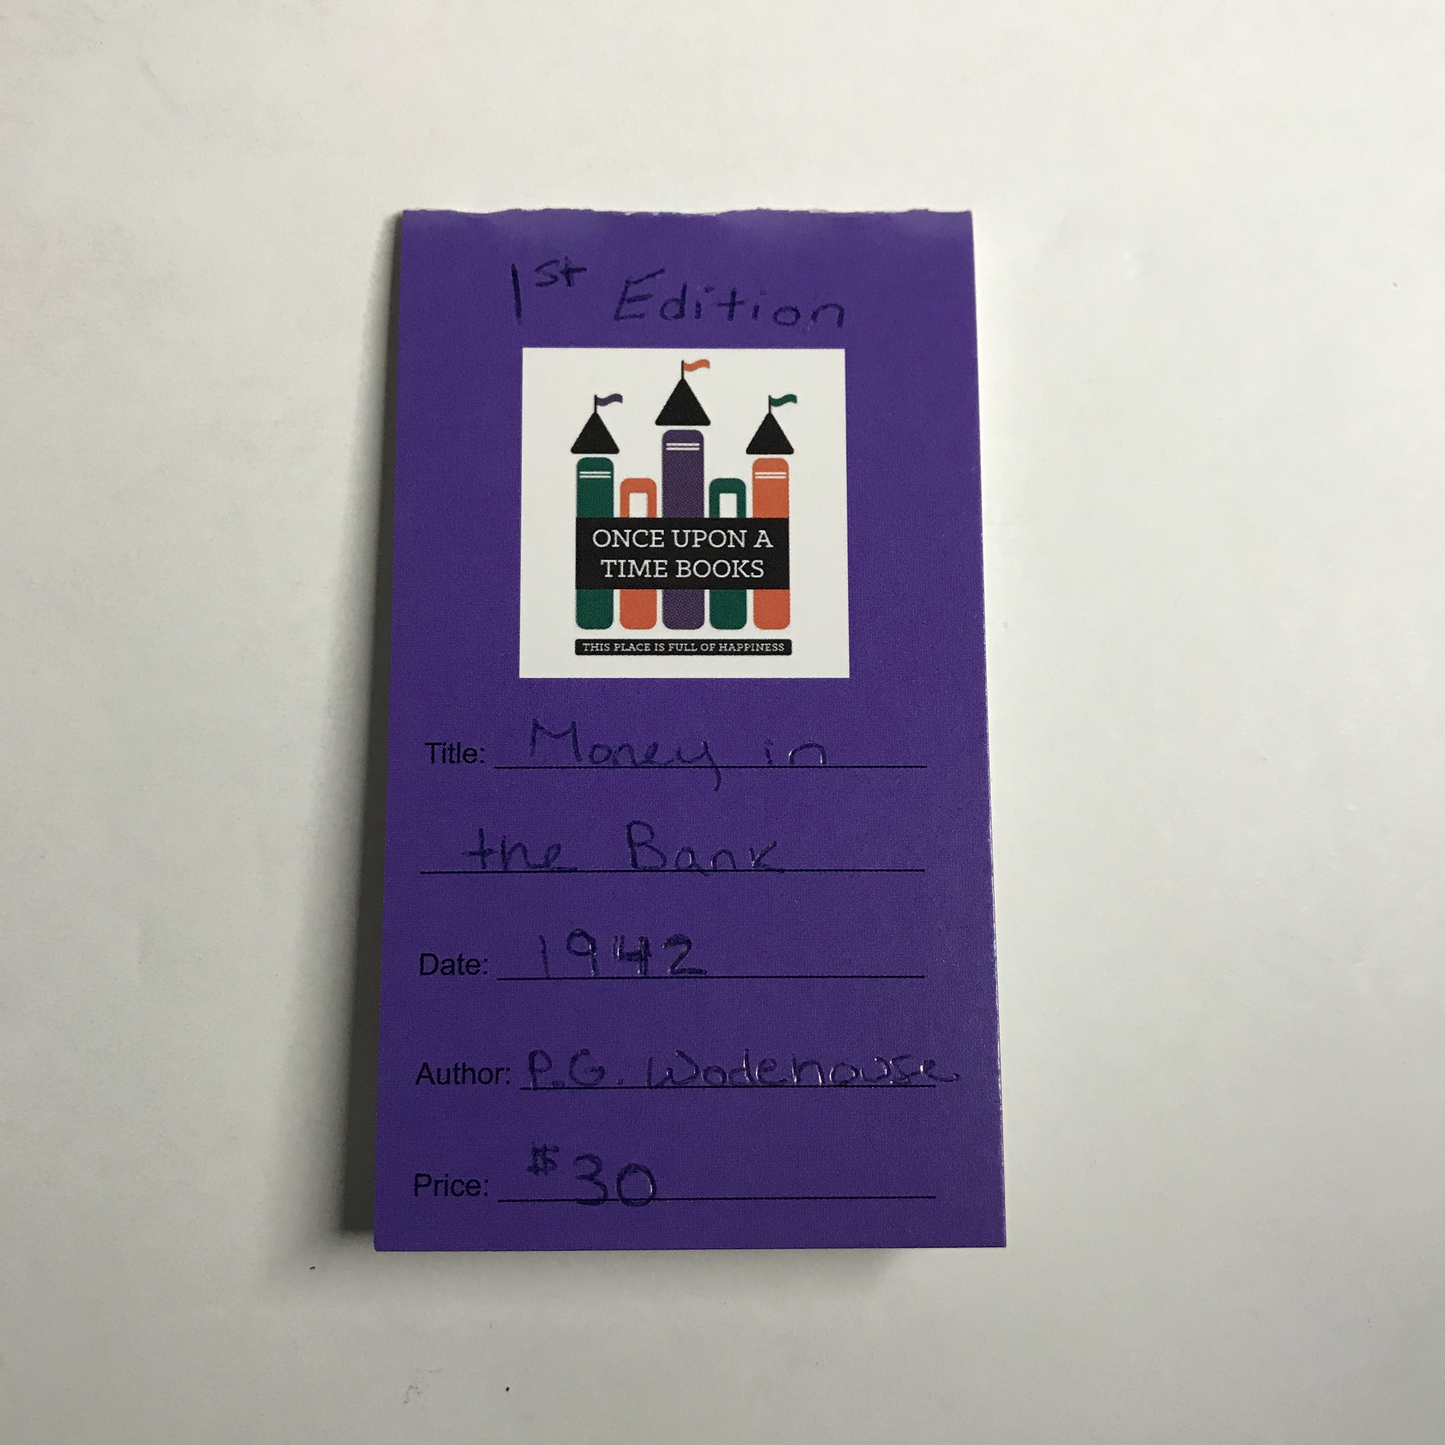 1st Edition
ONCE UPON A
TIME BOOKS
THIS PLACE IS FULL OF HAPPINESS
Title: Money in
the Bank
Date: 1942
Author: P.G. Wodehouse
Price: $30